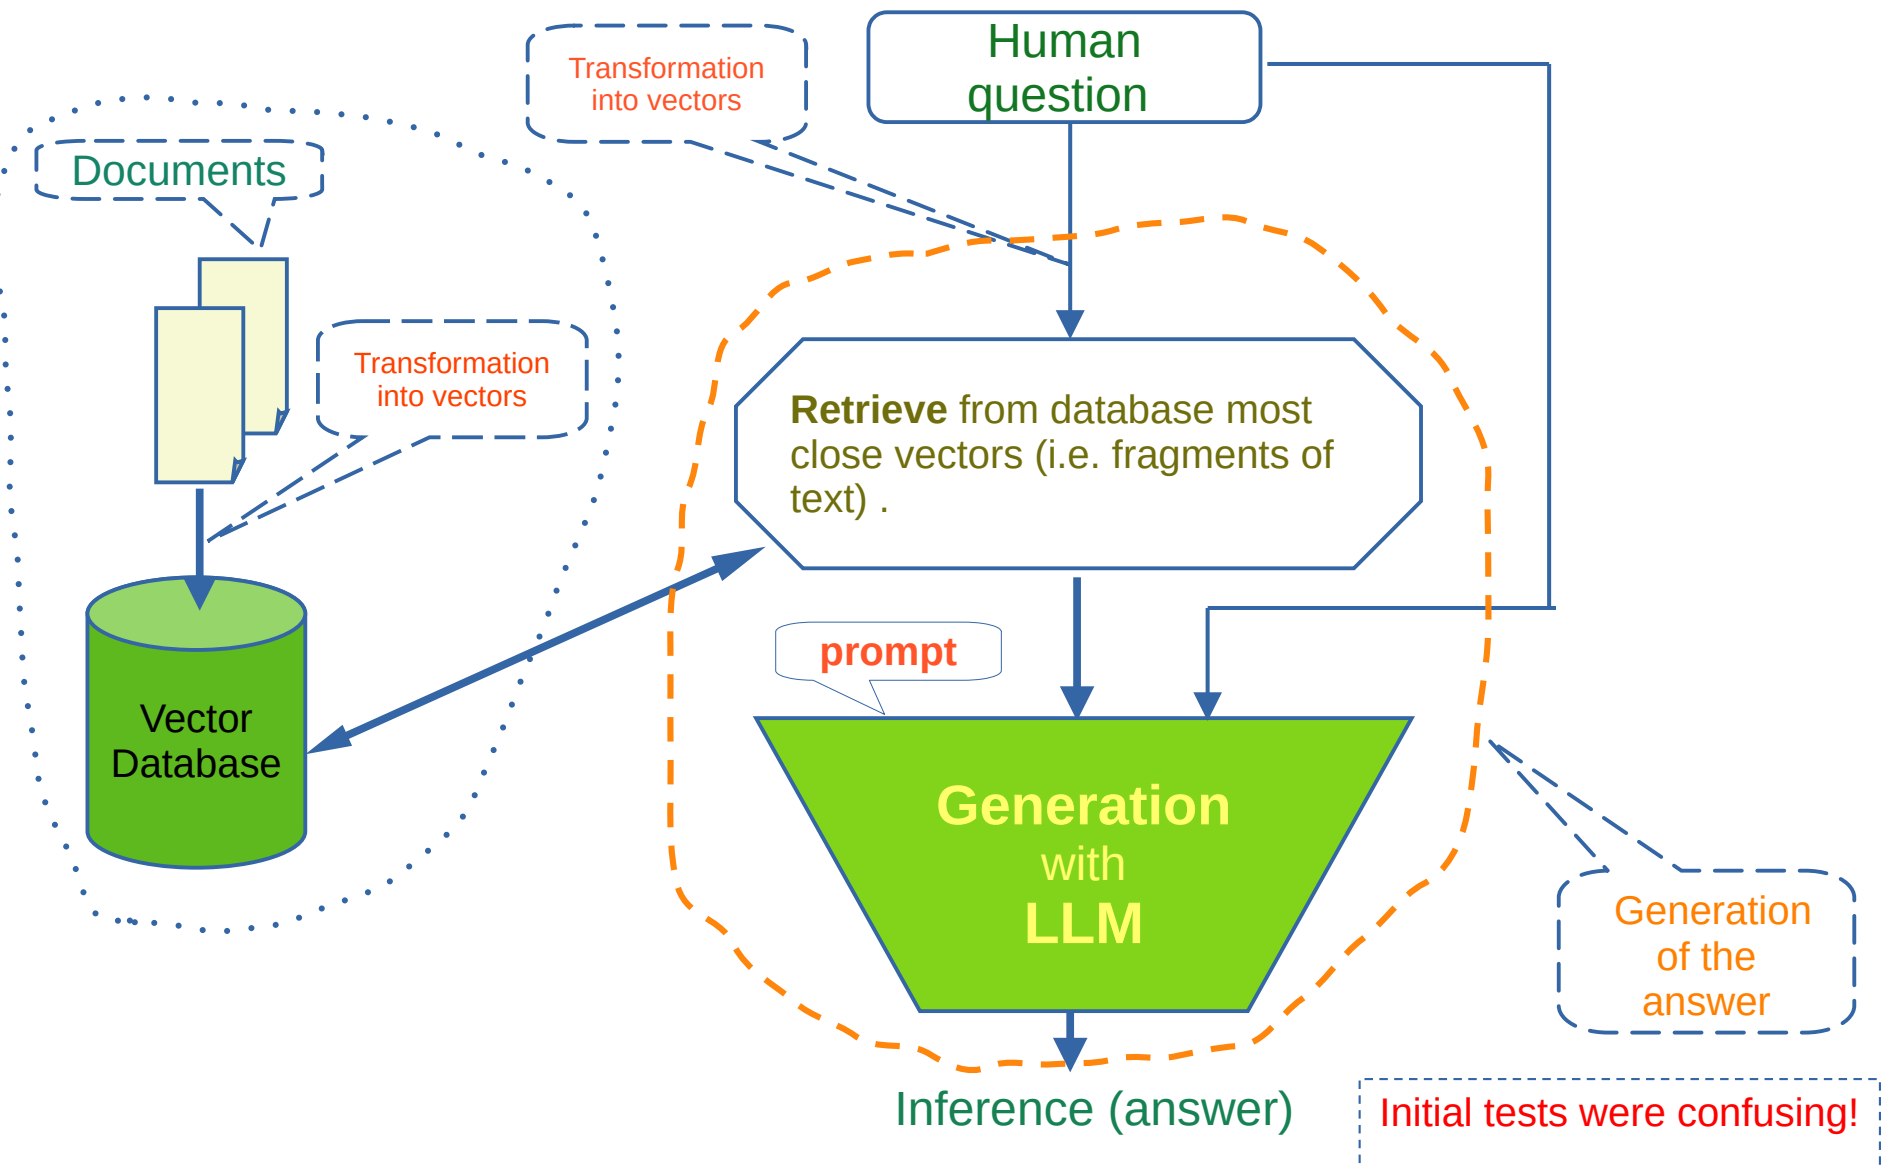 Transformation
into vectors
Human
question
Documents
Transformation
into vectors
Retrieve from database most
close vectors (i.e. fragments of
text) .
prompt
Vector
Database
Generation
with
LLM
Generation
of the
answer
Inference (answer)
Initial tests were confusing!